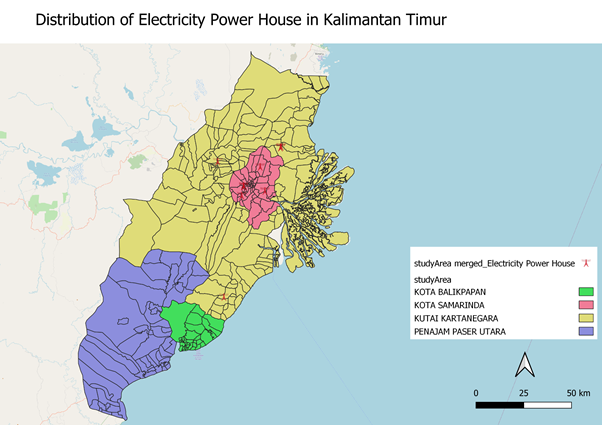 Distribution of Electricity Power House in Kalimantan Timur
studyArea merged_Electricity Power House
studyArea
KOTA BALIKPAPAN
KOTA SAMARINDA
KUTAI KARTANEGARA
PENAJAM PASER UTARA
0 25 50 km